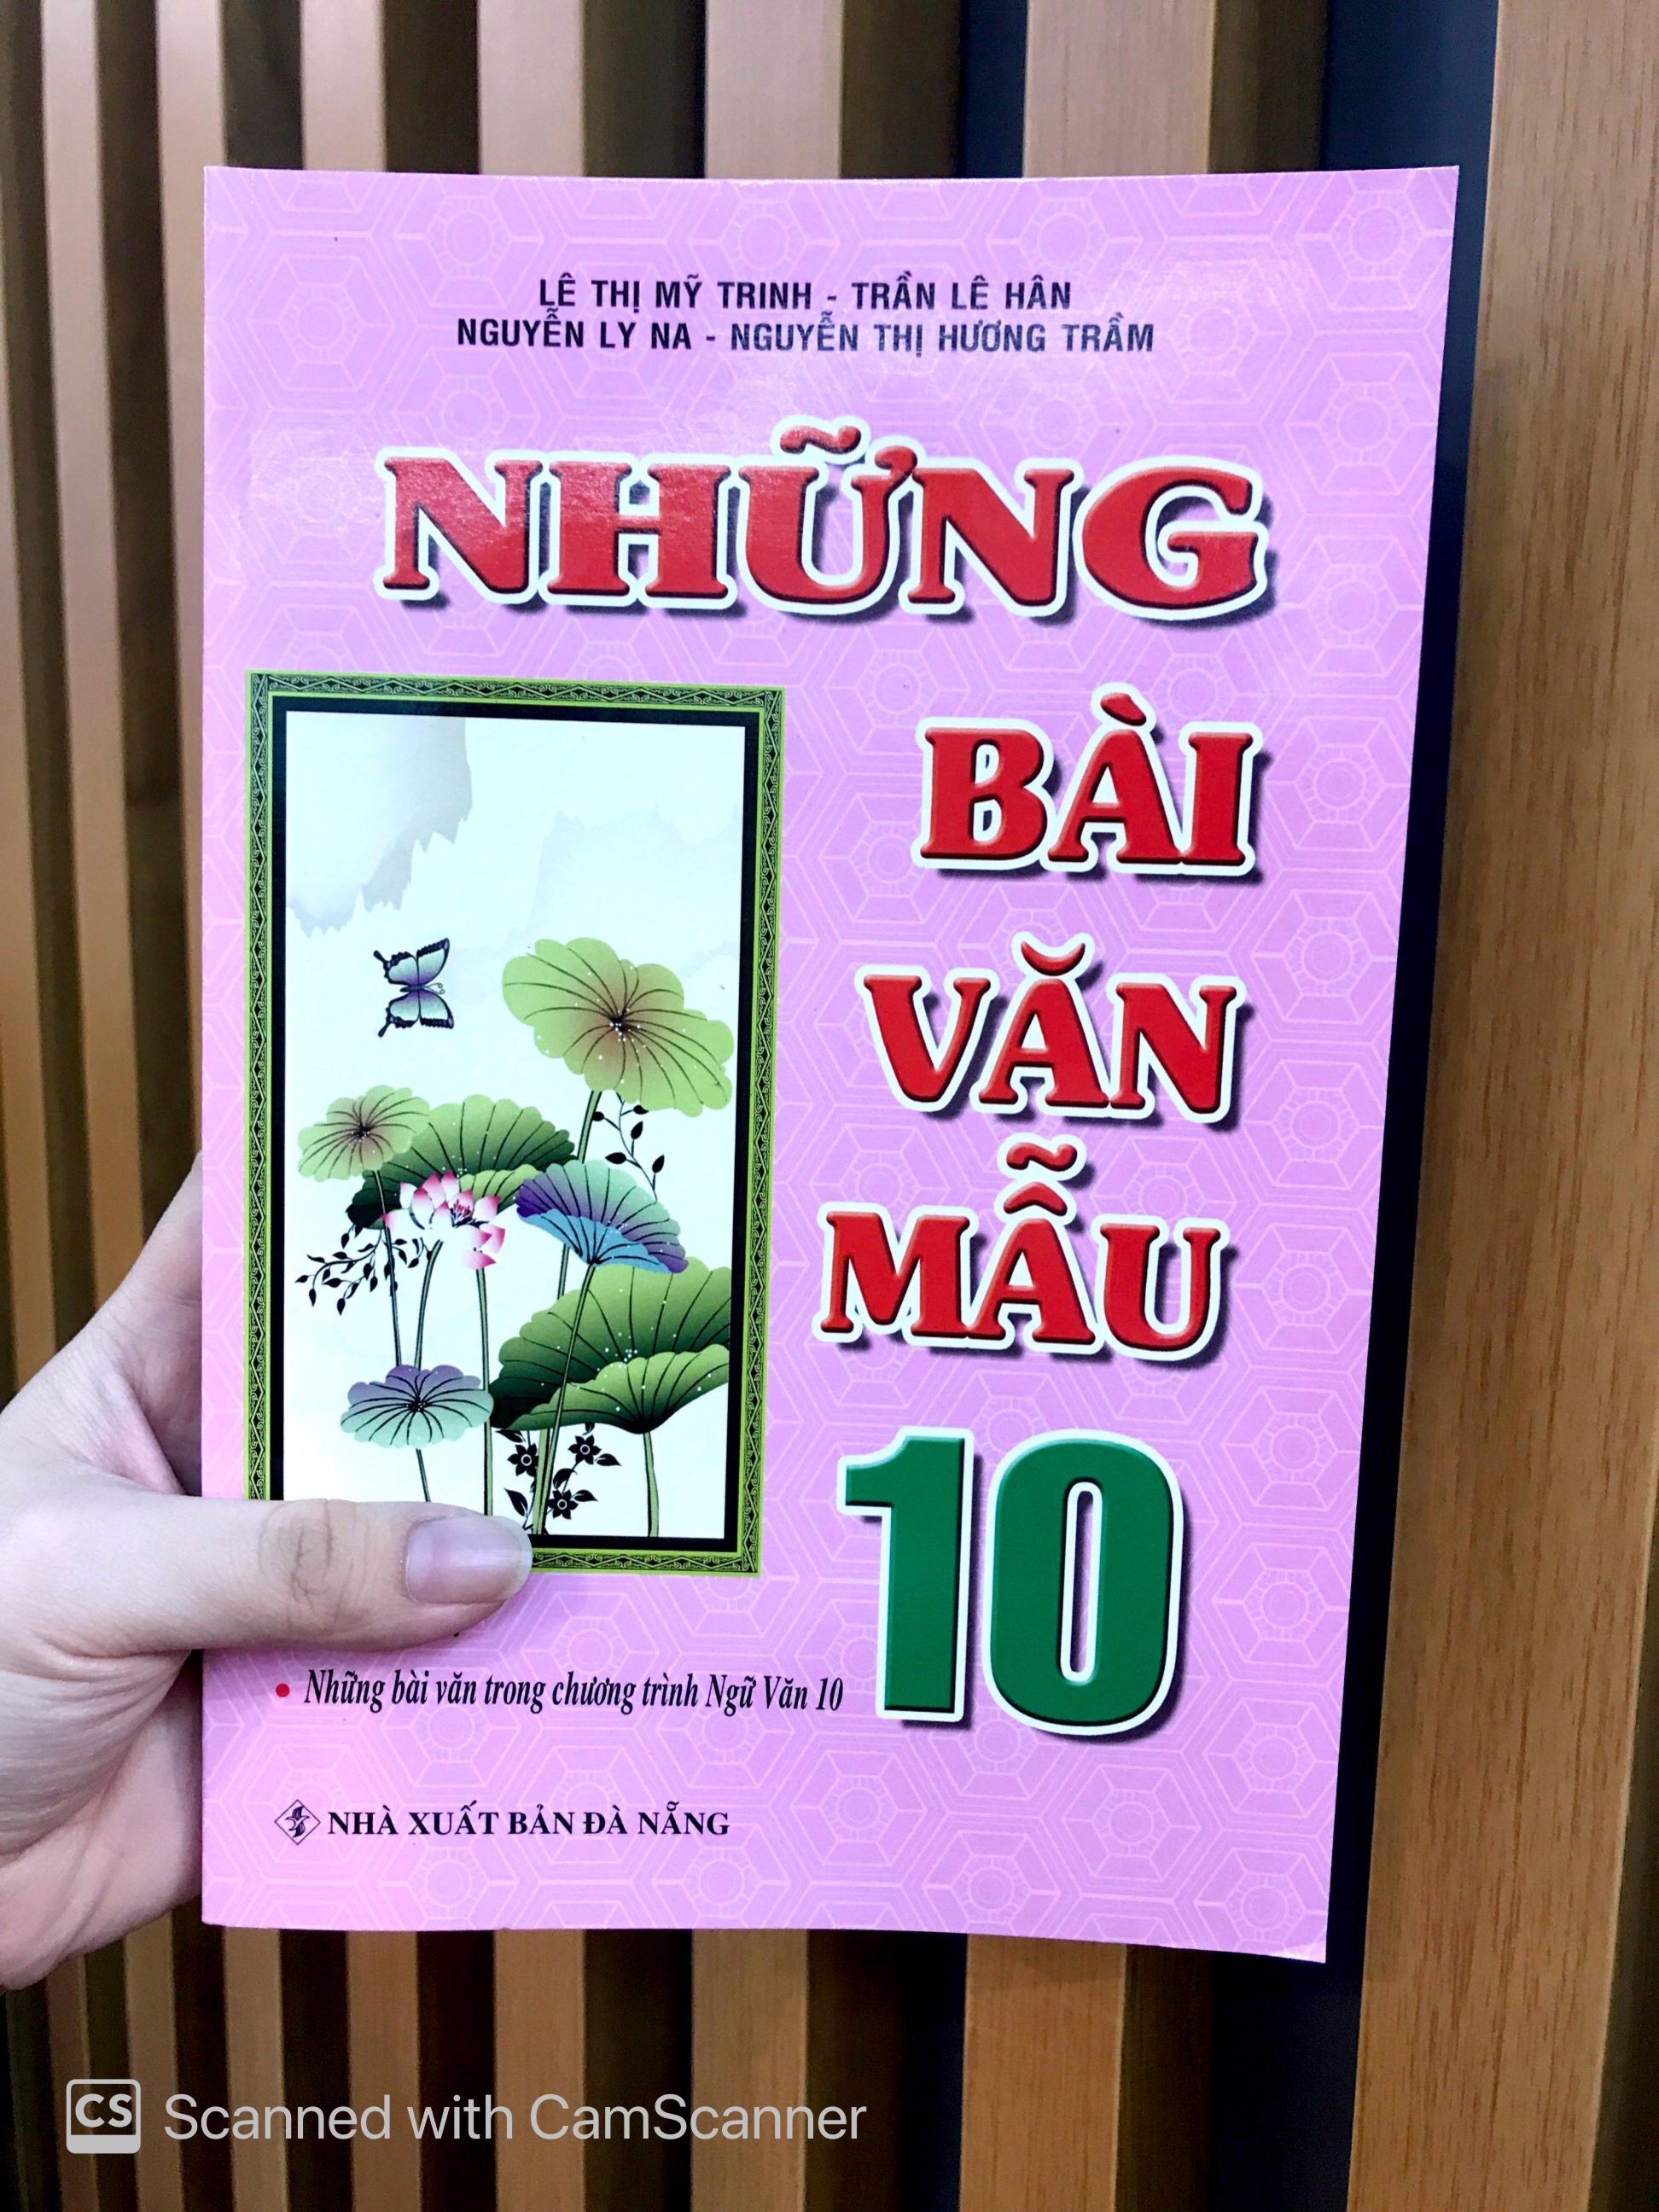 LÊ THỊ MỸ TRINH - TRẦN LÊ HÂN
NGUYỄN LY NA - NGUYỄN THỊ HƯƠNG TRẦM
NHỮNG
BÀI
VĂN
MẪU
10
• Những bài văn trong chương trình Ngữ Văn 10
NHÀ XUẤT BẢN ĐÀ NẴNG
CS Scanned with CamScanner